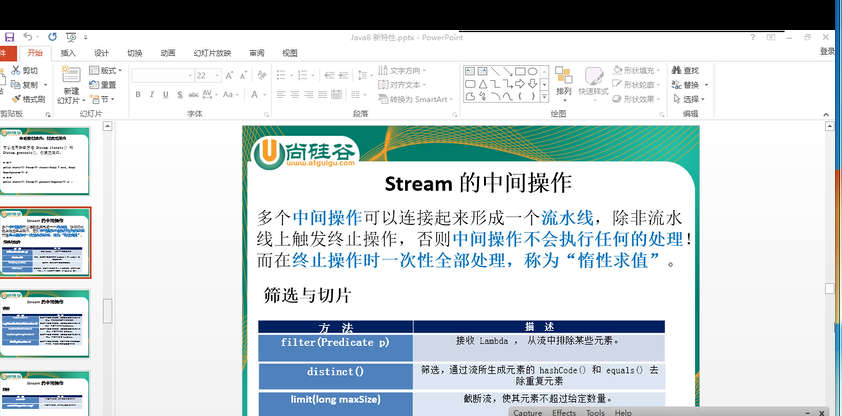 Java8 新特性.pptx - PowerPoint
件 开始 插入 设计 切换 动画 幻灯片放映 审阅 视图 登录
剪切
复制
格式刷
剪贴板
新建
幻灯片
版式
重置
节
幻灯片
22
B I U S abc AV Aa A
字体
文字方向
对齐文本
转换为 SmartArt
段落
排列 快速样式
形状填充
形状轮廓
形状效果
绘图
查找
替换
选择
编辑
尚硅谷
www.atguigu.com
Stream 的中间操作
多个中间操作可以连接起来形成一个流水线，除非流水
线上触发终止操作，否则中间操作不会执行任何的处理！
而在终止操作时一次性全部处理，称为“惰性求值”。
筛选与切片
方 法 描 述
filter(Predicate p) 接收 Lambda ， 从流中排除某些元素。
distinct() 筛选，通过流所生成元素的 hashCode() 和 equals() 去
除重复元素
limit(long maxSize) 截断流，使其元素不超过给定数量。
Capture Effects Tools Help